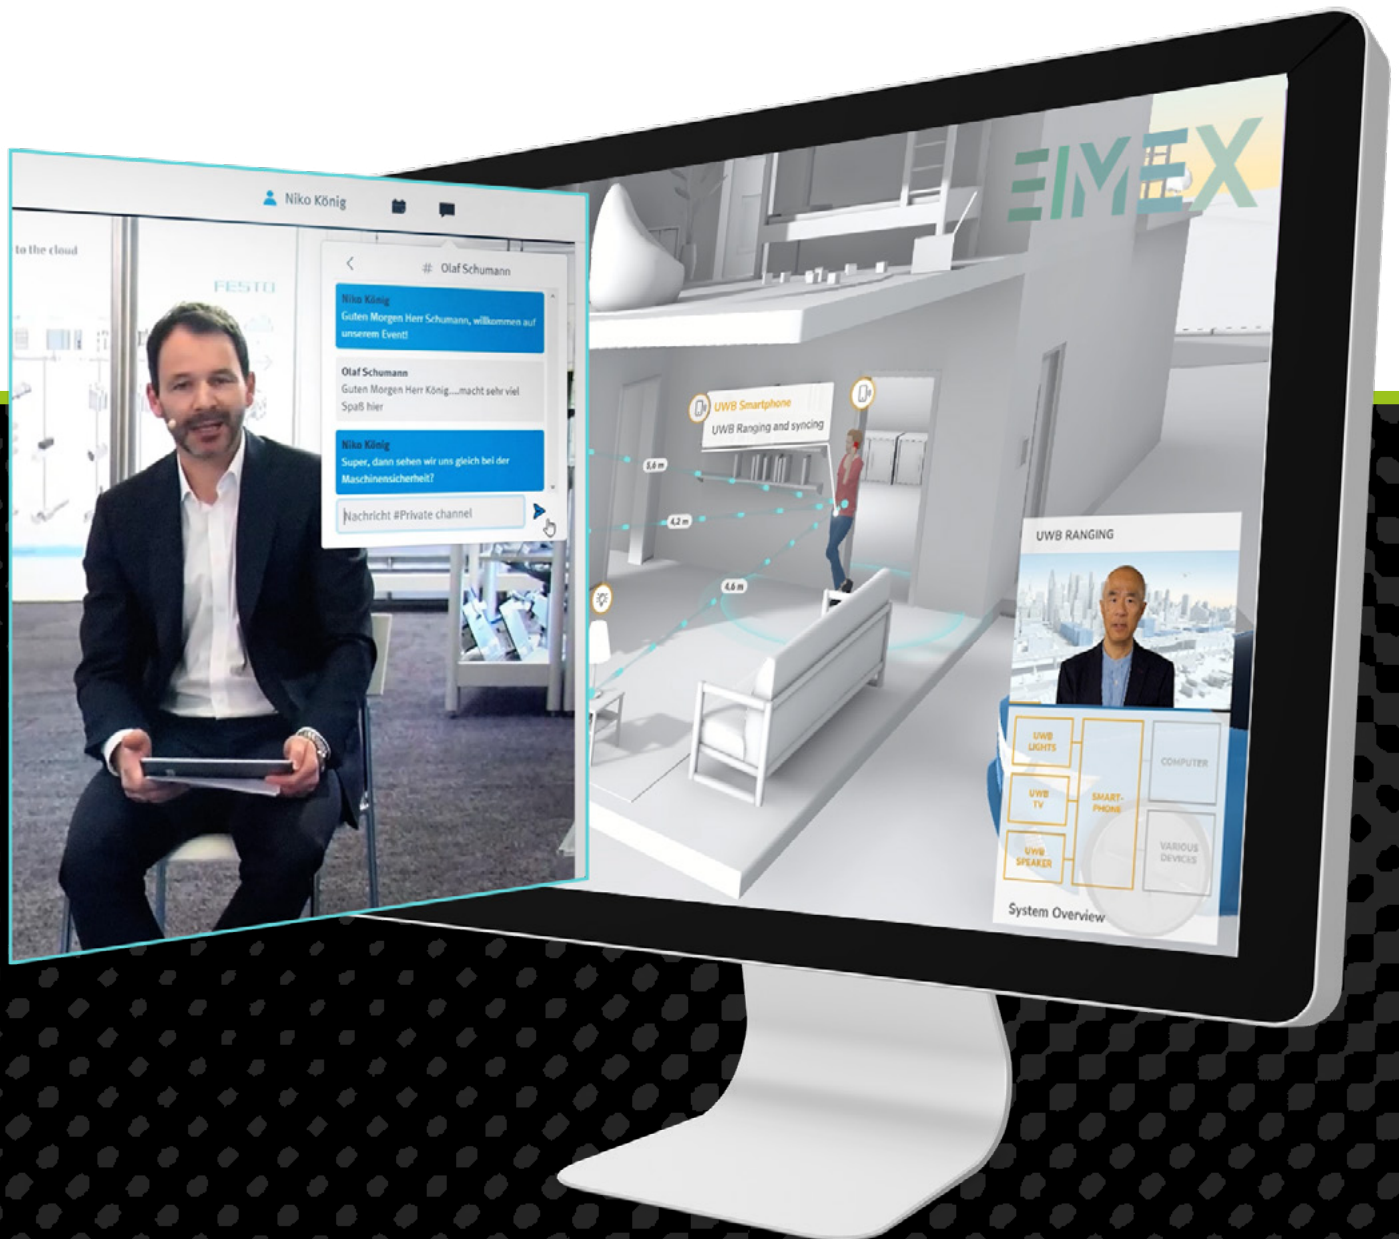 to the cloud
FESTO
Niko König
# Olaf Schumann
Niko König
Guten Morgen Herr Schumann, willkommen auf
unserem Event!
Olaf Schumann
Guten Morgen Herr König....macht sehr viel
Spaß hier
Niko König
Super, dann sehen wir uns gleich bei der
Maschinensicherheit?
Nachricht #Private channel
EIMEX
UWB Smartphone
UWB Ranging and syncing
5,6 m
4,2 m
4,6 m
UWB RANGING
UWB
LIGHTS
UWB
TV
UWB
SPEAKER
SMART-
PHONE
COMPUTER
VARIOUS
DEVICES
System Overview